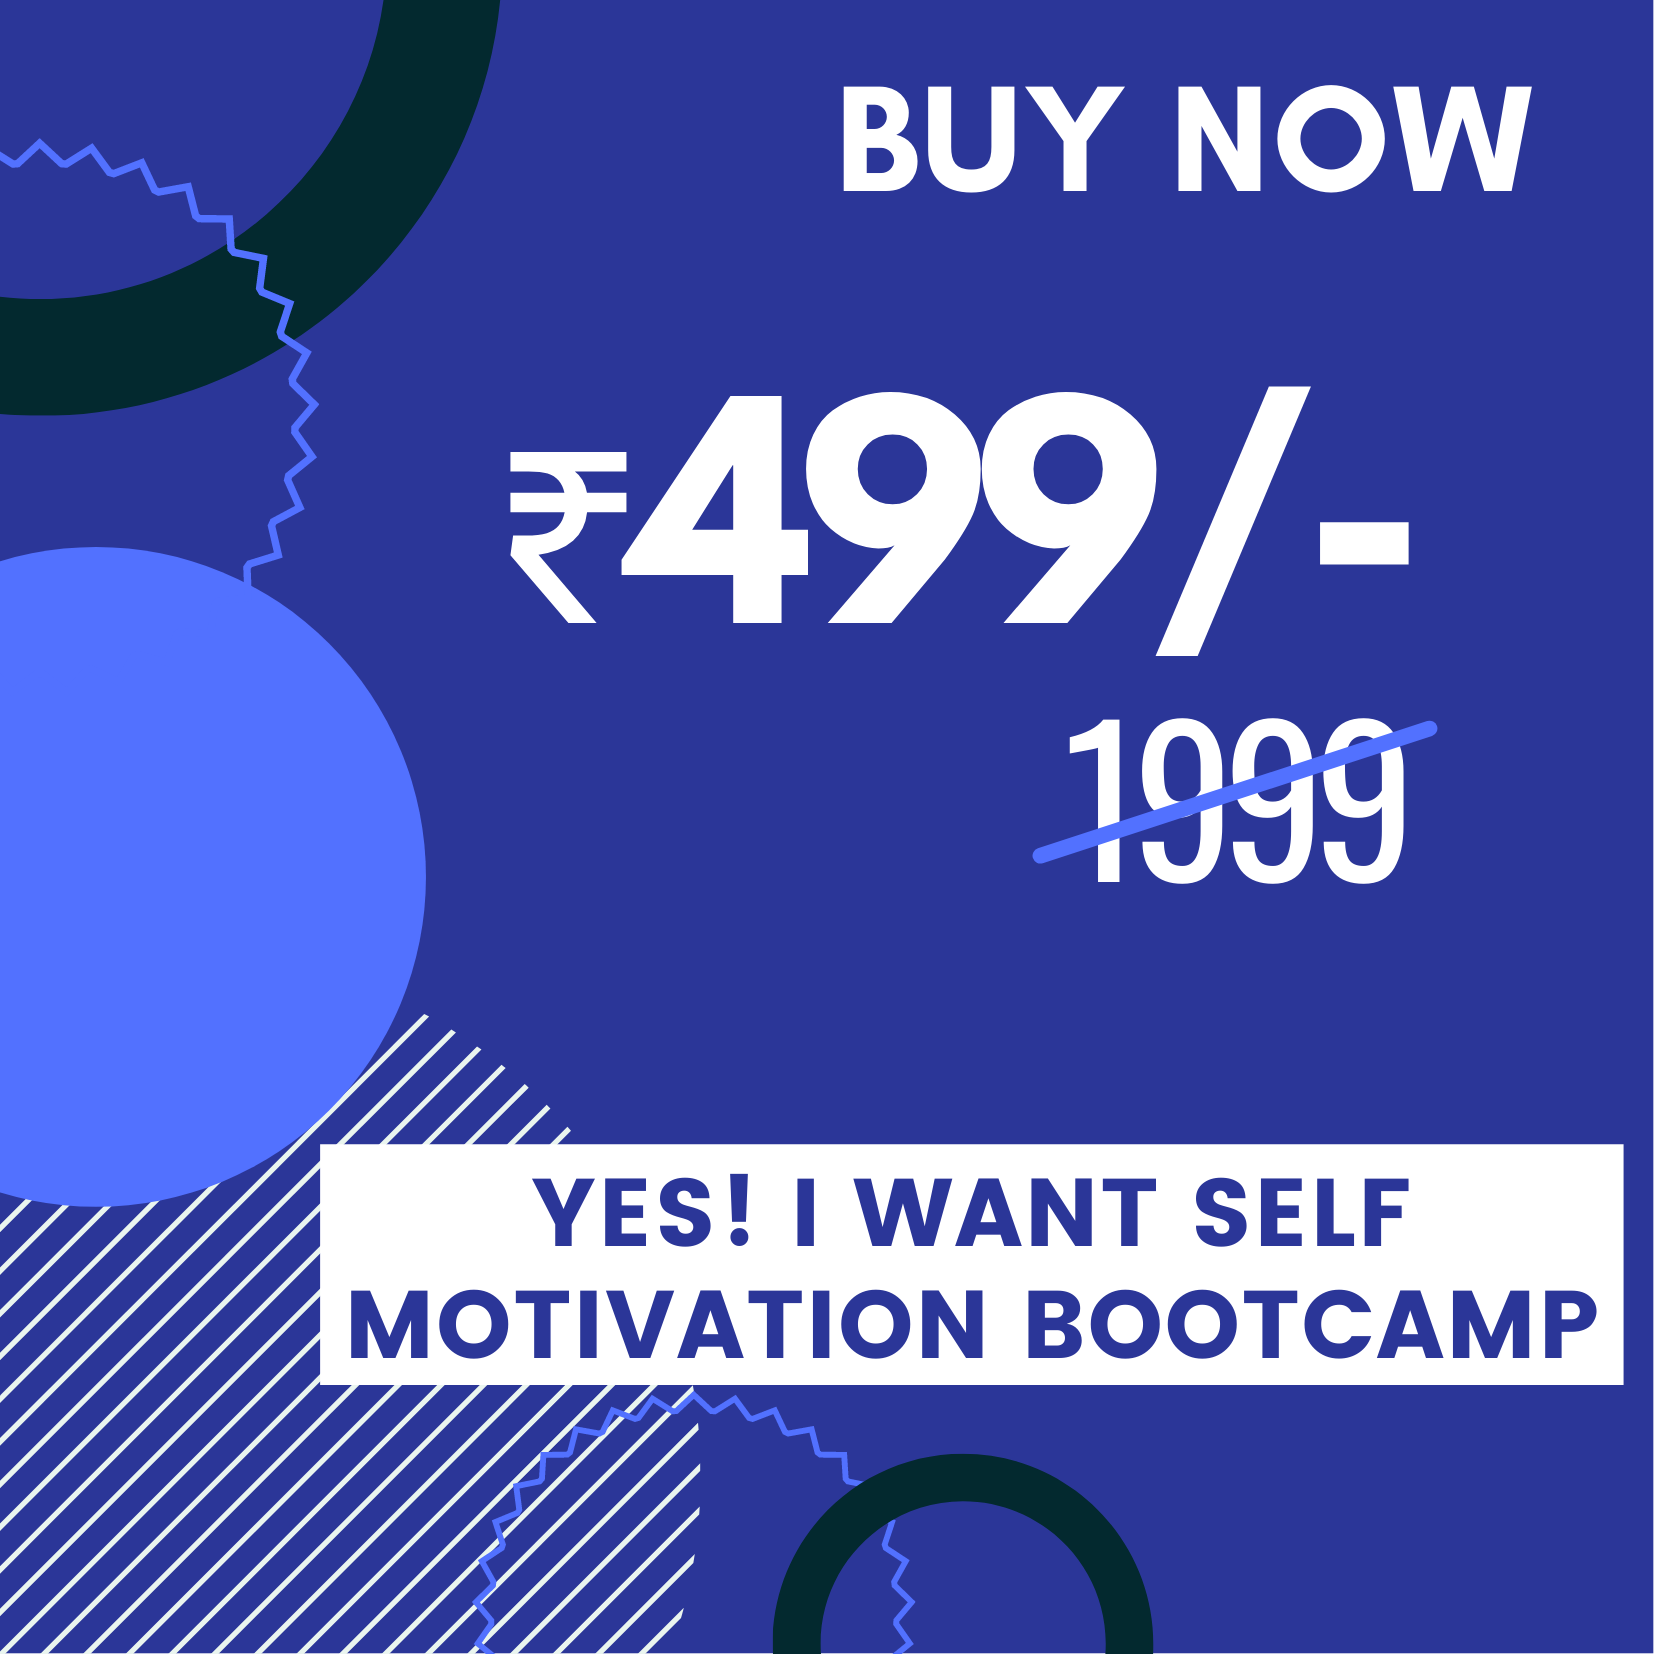 BUY NOW
₹499/-
1999
YES! I WANT SELF
MOTIVATION BOOTCAMP